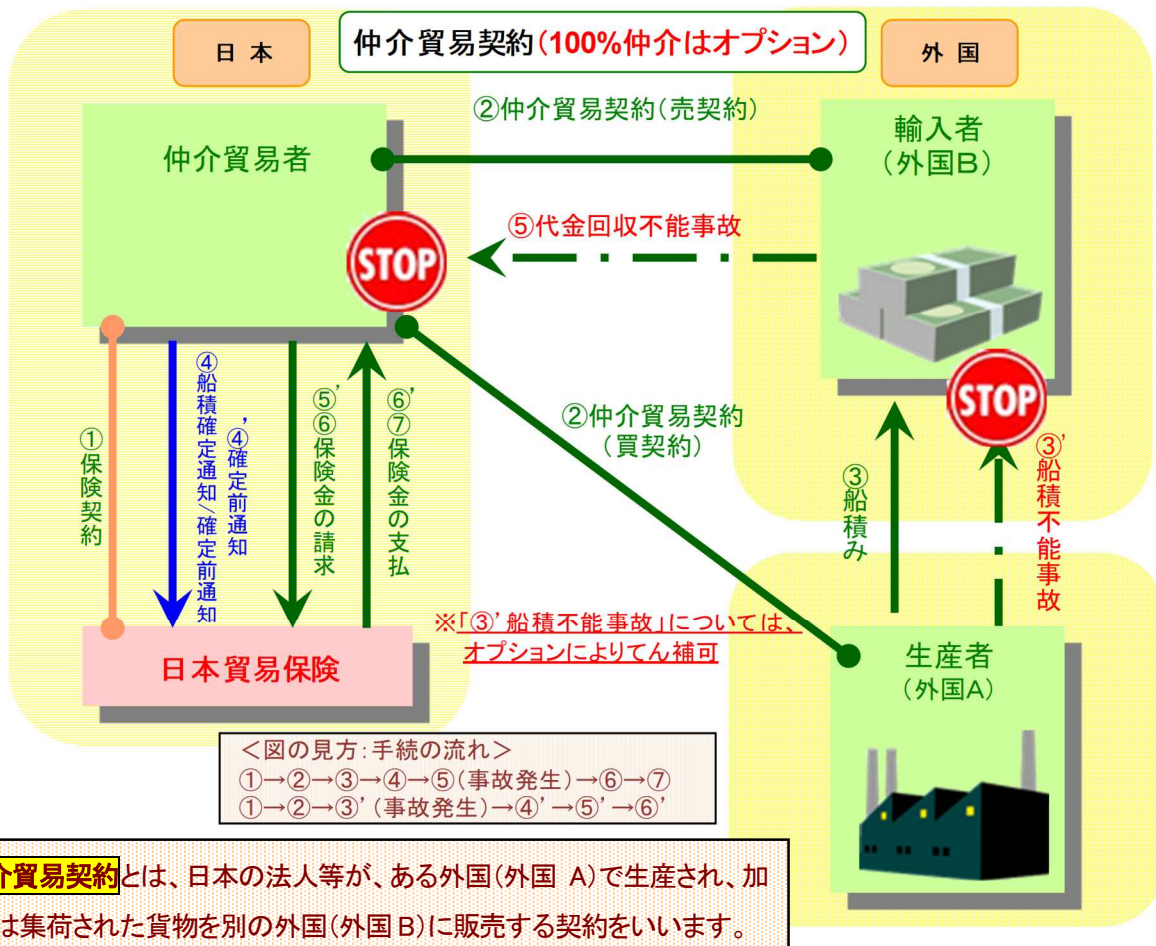 日本
仲介貿易契約(100%仲介はオプション)
外国
②仲介貿易契約(売契約)
仲介貿易者
輸入者
(外国B)
⑤代金回収不能事故
STOP
STOP
①保険契約
④船積確定通知/確定前通知
④'確定前通知
⑤'⑥保険金の請求
⑥'⑦保険金の支払
②仲介貿易契約
(買契約)
③船積み
③'船積不能事故
※「③'船積不能事故」については、
オプションによりてん補可
日本貿易保険
生産者
(外国A)
<図の見方:手続の流れ>
①→②→③→④→⑤(事故発生)→⑥→⑦
①→②→③'(事故発生)→④'→⑤'→⑥'
介貿易契約とは、日本の法人等が、ある外国(外国 A)で生産され、加
は集荷された貨物を別の外国(外国 B)に販売する契約をいいます。